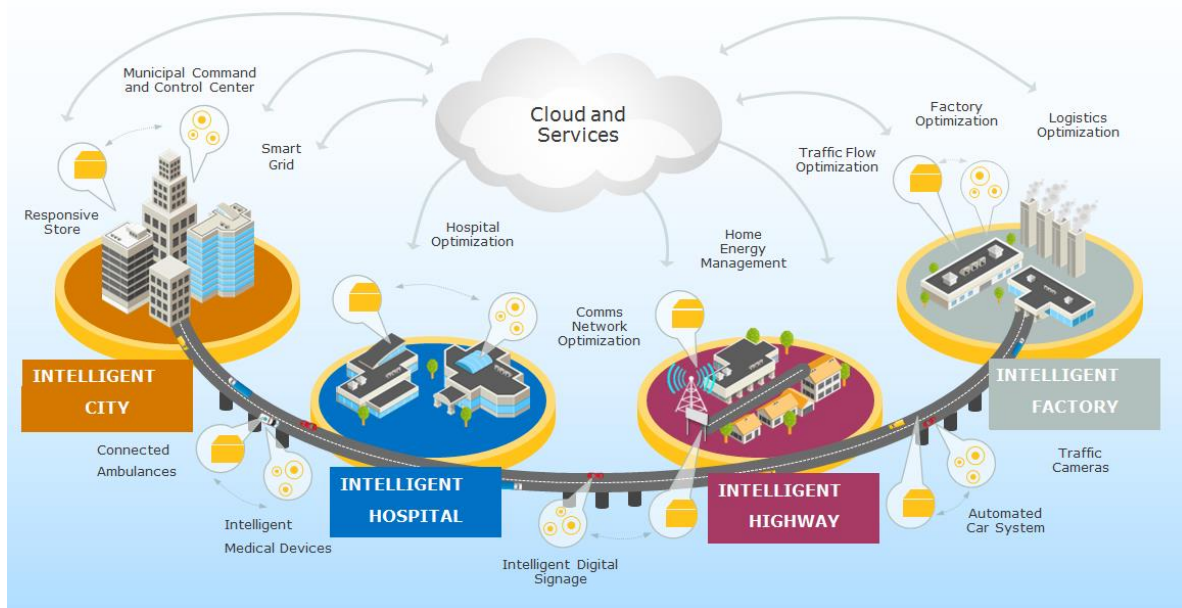 Municipal Command
and Control Center
Cloud and
Services
Factory
Optimization
Logistics
Optimization
Smart
Grid
Traffic Flow
Optimization
Responsive
Store
Hospital
Optimization
Home
Energy
Management
Comms
Network
Optimization
INTELLIGENT
CITY
INTELLIGENT
FACTORY
Connected
Ambulances
INTELLIGENT
HOSPITAL
INTELLIGENT
HIGHWAY
Traffic
Cameras
Intelligent
Medical Devices
Automated
Car System
Intelligent Digital
Signage